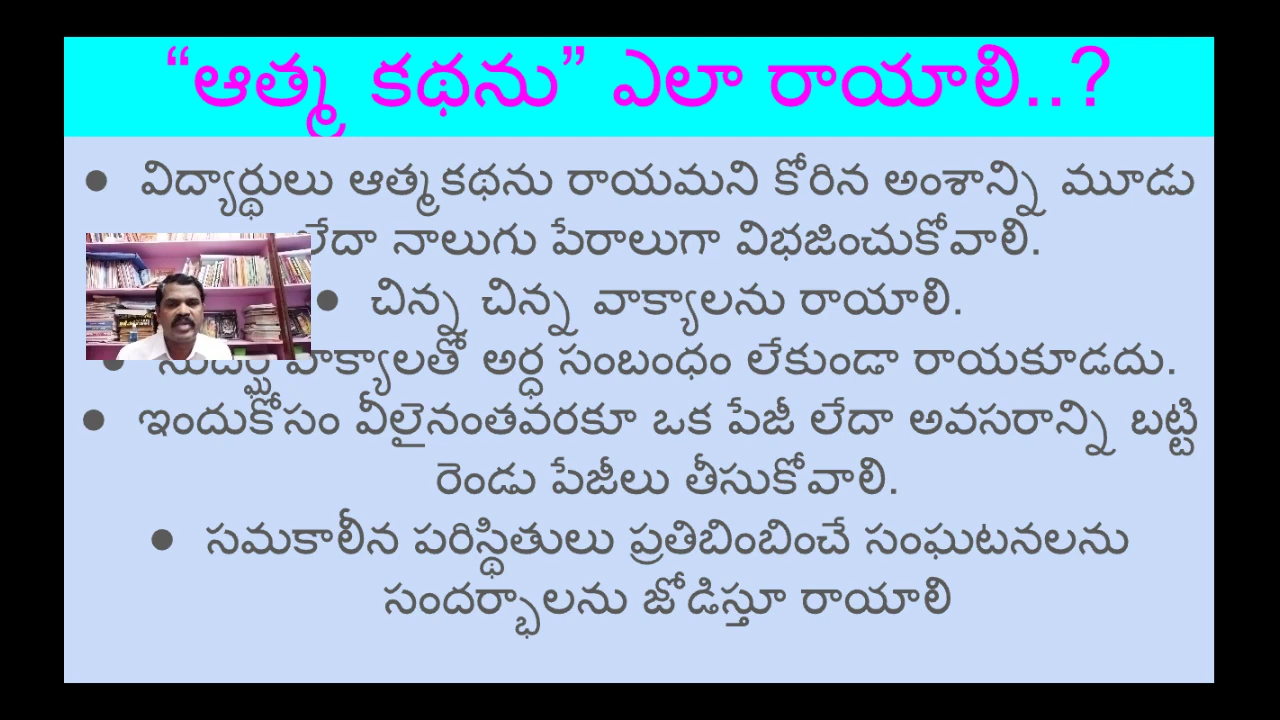 “ఆత్మ కథను” ఎలా రాయాలి..?
● విద్యార్థులు ఆత్మకథను రాయమని కోరిన అంశాన్ని మూడు
లేదా నాలుగు పేరాలుగా విభజించుకోవాలి.
● చిన్న చిన్న వాక్యాలను రాయాలి.
● వాక్యాలతో అర్ధ సంబంధం లేకుండా రాయకూడదు.
● ఇందుకోసం వీలైనంతవరకూ ఒక పేజీ లేదా అవసరాన్ని బట్టి
రెండు పేజీలు తీసుకోవాలి.
● సమకాలీన పరిస్థితులు ప్రతిబింబించే సంఘటనలను
సందర్భాలను జోడిస్తూ రాయాలి